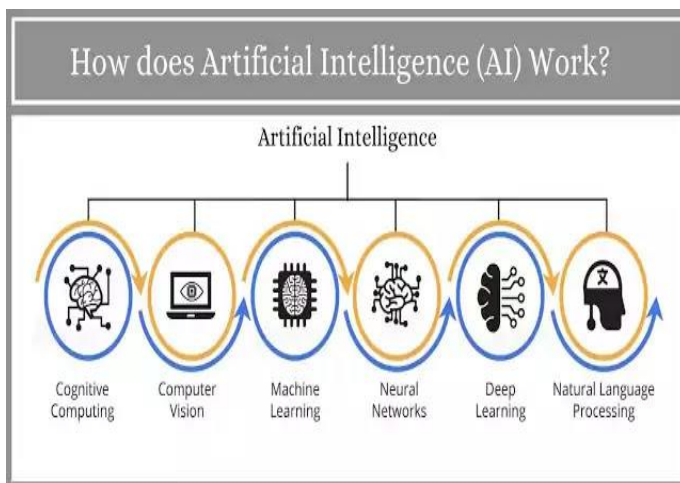 How does Artificial Intelligence (AI) Work?
Artificial Intelligence
Cognitive
Computing
Computer
Vision
Machine
Learning
Neural
Networks
Deep
Learning
Natural Language
Processing